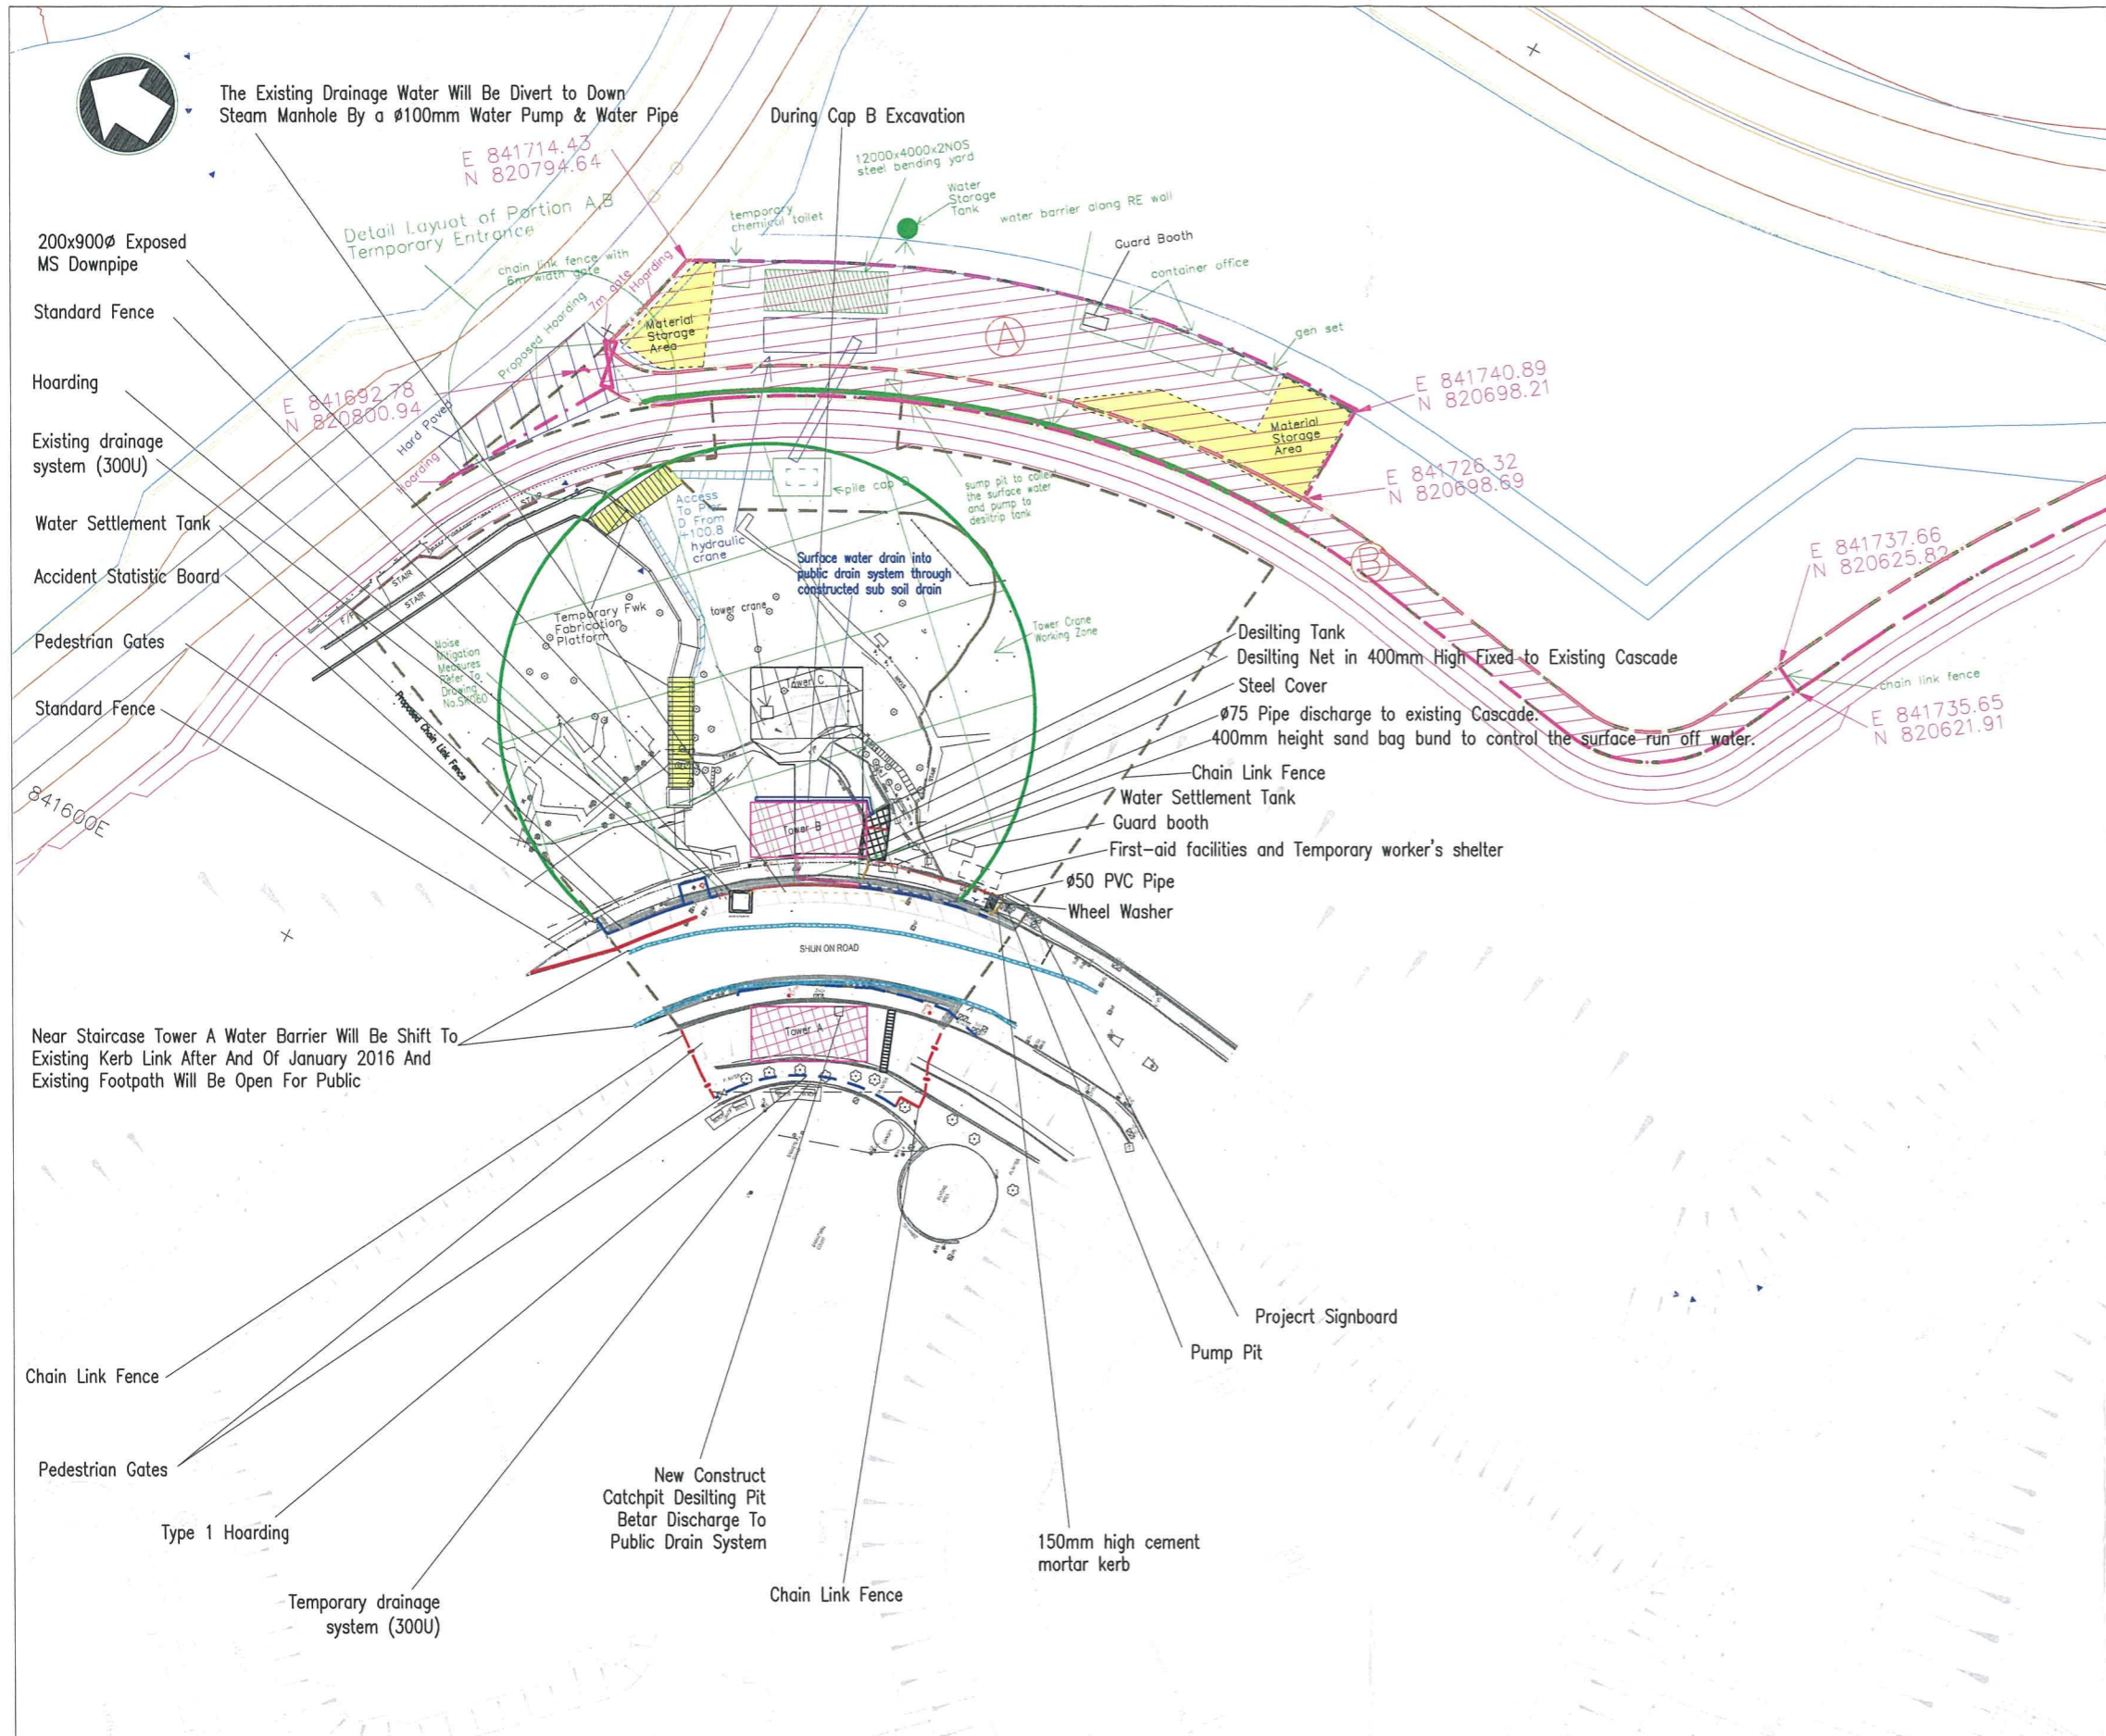 The Existing Drainage Water Will Be Divert to Down
Steam Manhole By a ø100mm Water Pump & Water Pipe
During Cap B Excavation
E 841714.43
N 820794.64
12000x4000x2NOS
steel bending yard
Water
Storage
Tank
temporary
chemical toilet
water barrier along RE wall
Guard Booth
container office
gen set
Detail Layuot of Portion A,B
Temporary Entrance
chain link fence with
6m width gate
7m gate
Hoarding
Proposed Hoarding
Material
Storage
Area
A
200x900ø Exposed
MS Downpipe
Standard Fence
Hoarding
Existing drainage
system (300U)
Water Settlement Tank
Accident Statistic Board
Pedestrian Gates
Standard Fence
E 841692.78
N 820800.94
Hard Paved
Hoarding
E 841740.89
N 820698.21
Material
Storage
Area
E 841726.32
N 820698.69
B
E 841737.66
N 820625.82
chain link fence
E 841735.65
N 820621.91
STAIR
STAIR
STAIR
Access
To Pier
D From
+100.8
hydraulic
crane
pile cap D
sump pit to collect
the surface water
and pump to
desiltrip tank
Surface water drain into
public drain system through
constructed sub soil drain
Temporary Fwk
Fabrication
Platform
tower crane
Tower Crane
Working Zone
Noise
Mitigation
Measures
Refer To
Drawing
No.SK060
Proposed Chain Link Fence
841600E
Tower C
STAIR
STAIR
Tower B
Desilting Tank
Desilting Net in 400mm High Fixed to Existing Cascade
Steel Cover
ø75 Pipe discharge to existing Cascade.
400mm height sand bag bund to control the surface run off water.
Chain Link Fence
Water Settlement Tank
Guard booth
First-aid facilities and Temporary worker's shelter
ø50 PVC Pipe
Wheel Washer
SHUN ON ROAD
Tower A
Near Staircase Tower A Water Barrier Will Be Shift To
Existing Kerb Link After And Of January 2016 And
Existing Footpath Will Be Open For Public
Projecrt Signboard
Pump Pit
Chain Link Fence
Pedestrian Gates
Type 1 Hoarding
Temporary drainage
system (300U)
New Construct
Catchpit Desilting Pit
Betar Discharge To
Public Drain System
Chain Link Fence
150mm high cement
mortar kerb